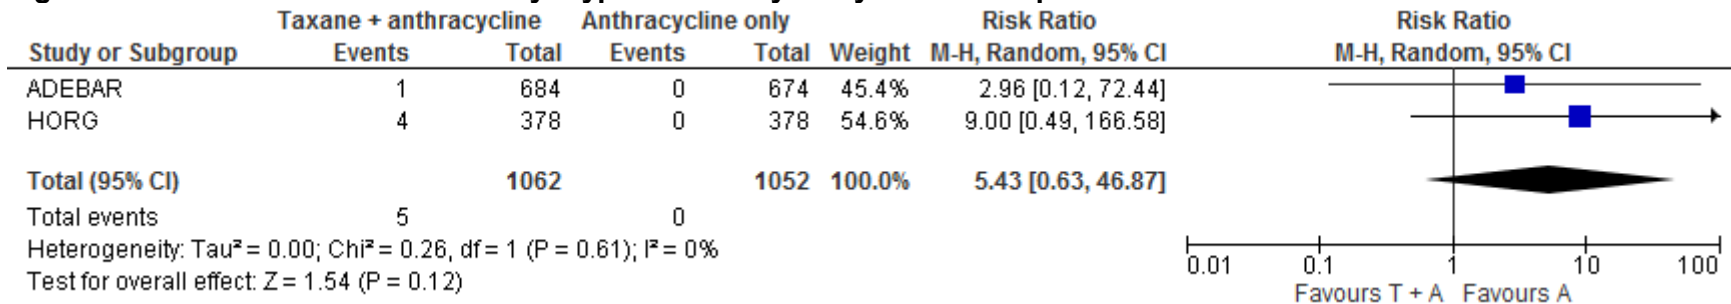 Taxane + anthracycline Anthracycline only Risk Ratio Risk Ratio
Study or Subgroup Events Total Events Total Weight M-H, Random, 95% CI M-H, Random, 95% CI
ADEBAR 1 684 0 674 45.4% 2.96 [0.12, 72.44]
HORG 4 378 0 378 54.6% 9.00 [0.49, 166.58]
Total (95% CI) 1062 1052 100.0% 5.43 [0.63, 46.87]
Total events 5 0
Heterogeneity: Tau² = 0.00; Chi² = 0.26, df = 1 (P = 0.61); I² = 0%
Test for overall effect: Z = 1.54 (P = 0.12)
0.01 0.1 1 10 100
Favours T + A Favours A